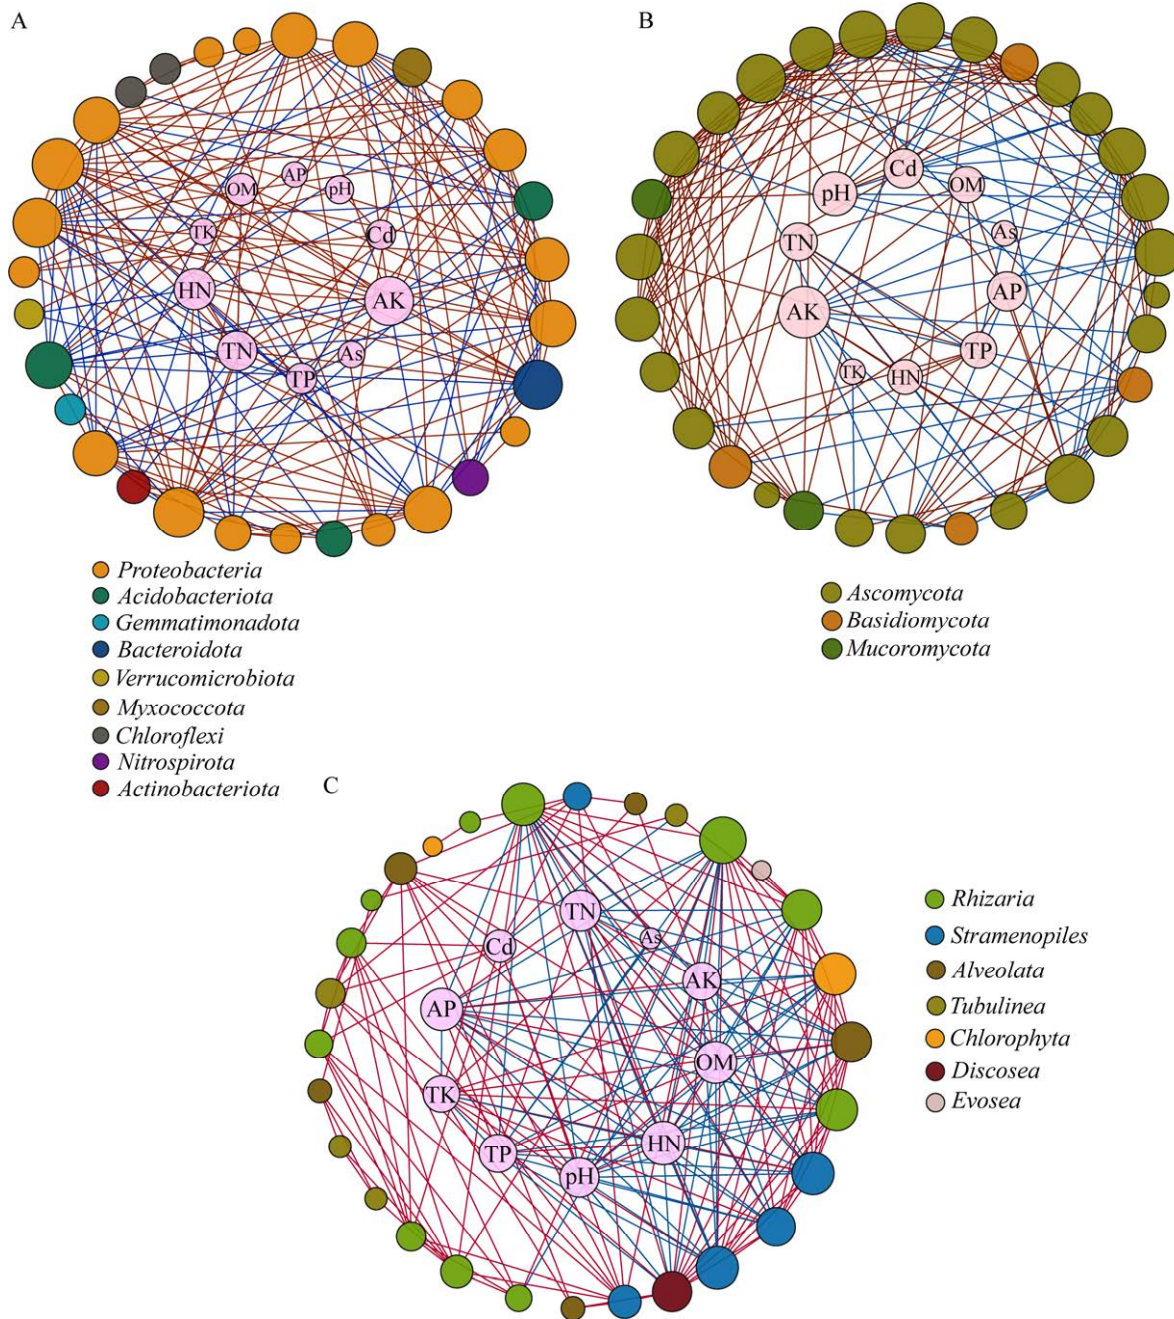 A
B
AP
OM
pH
TK
Cd
HN
AK
TN
As
TP
Cd
OM
pH
TN
As
AP
AK
TP
TK
HN
Proteobacteria
Acidobacteriota
Gemmatimonadota
Bacteroidota
Verrucomicrobiota
Myxococcota
Chloroflexi
Nitrospirota
Actinobacteriota
Ascomycota
Basidiomycota
Mucoromycota
C
TN
As
Cd
AK
AP
OM
TK
HN
TP
pH
Rhizaria
Stramenopiles
Alveolata
Tubulinea
Chlorophyta
Discosea
Evosea